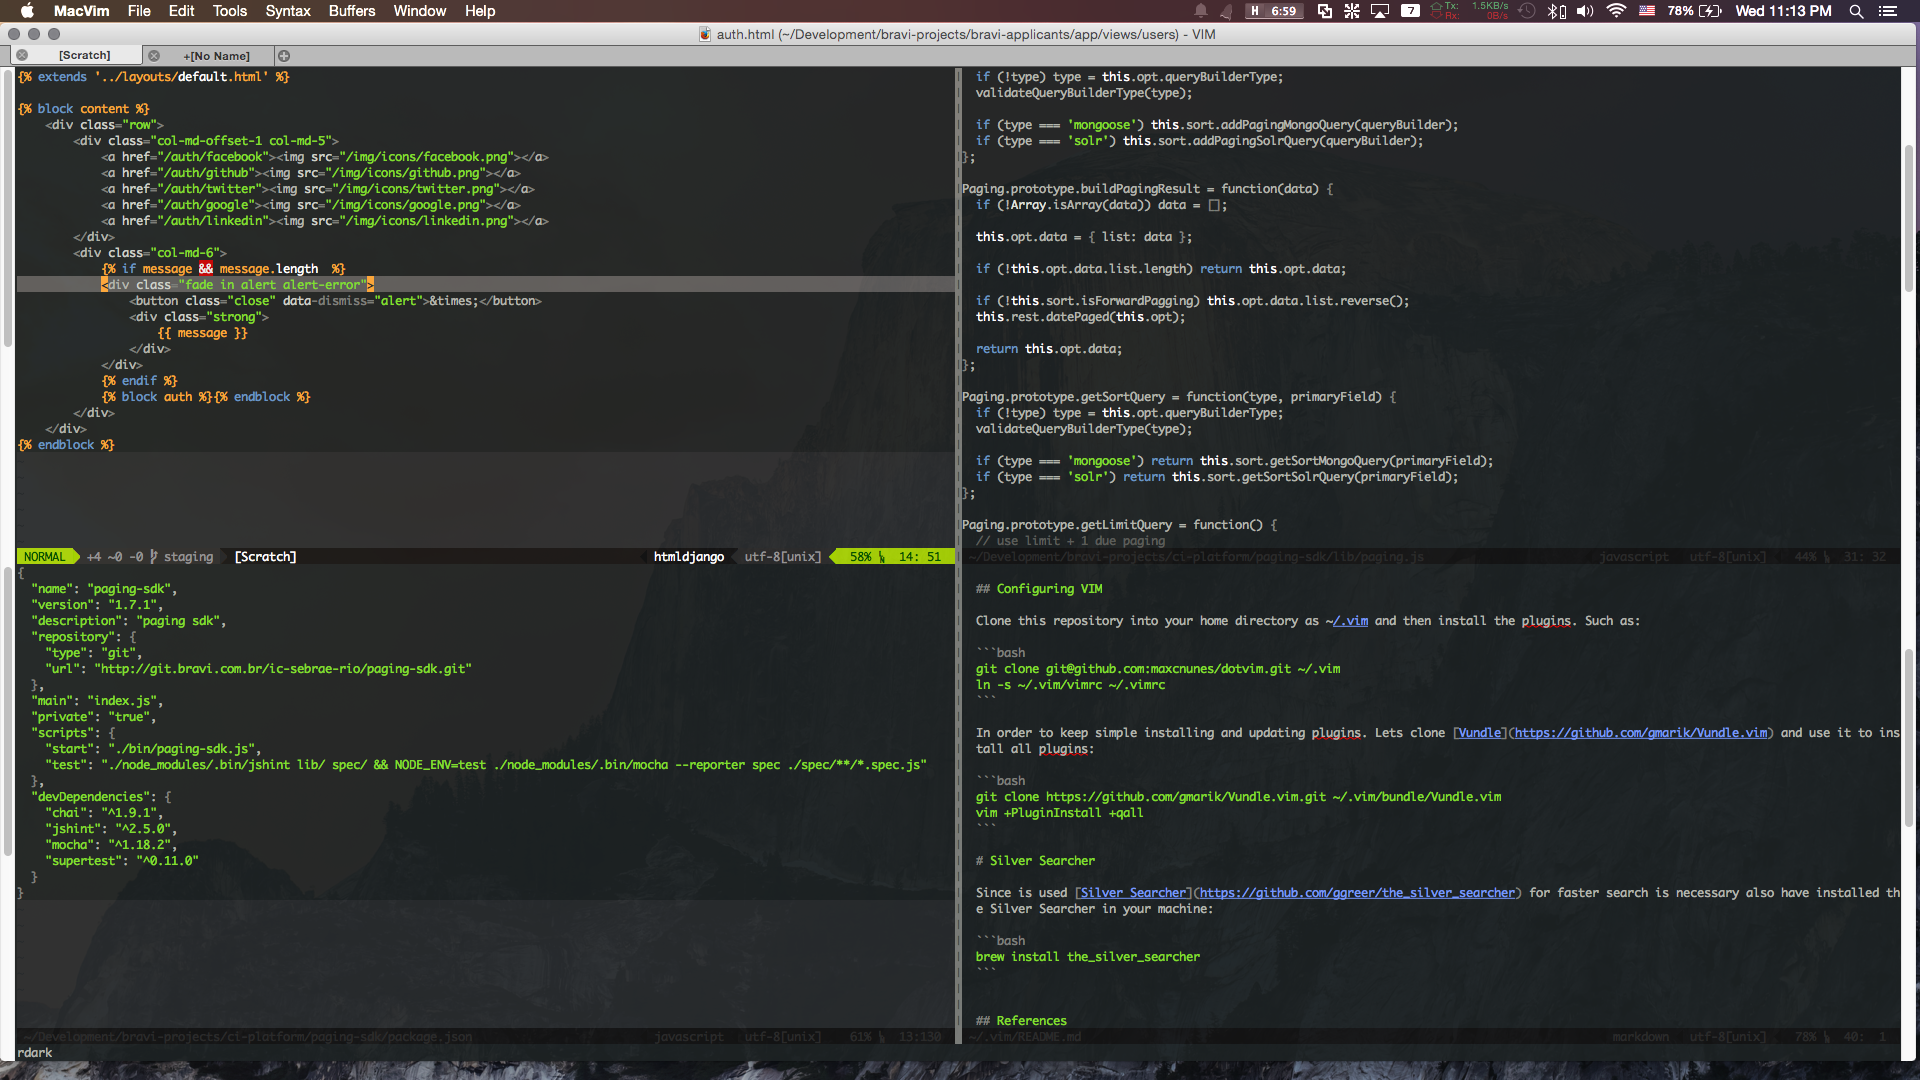 MacVim File Edit Tools Syntax Buffers Window Help
H 6:59 7 Tx: 1.5KB/s Rx: 0B/s 78% Wed 11:13 PM
auth.html (~/Development/bravi-projects/bravi-applicants/app/views/users) - VIM
[Scratch] +[No Name]
{% extends '../layouts/default.html' %}
{% block content %}
<div class="row">
<div class="col-md-offset-1 col-md-5">
<a href="/auth/facebook"><img src="/img/icons/facebook.png"></a>
<a href="/auth/github"><img src="/img/icons/github.png"></a>
<a href="/auth/twitter"><img src="/img/icons/twitter.png"></a>
<a href="/auth/google"><img src="/img/icons/google.png"></a>
<a href="/auth/linkedin"><img src="/img/icons/linkedin.png"></a>
</div>
<div class="col-md-6">
{% if message && message.length  %}
<div class="fade in alert alert-error">
<button class="close" data-dismiss="alert">&times;</button>
<div class="strong">
{{ message }}
</div>
</div>
{% endif %}
{% block auth %}{% endblock %}
</div>
</div>
{% endblock %}
NORMAL +4 ~0 -0 staging [Scratch] htmldjango utf-8[unix] 58% 14: 51
{
"name": "paging-sdk",
"version": "1.7.1",
"description": "paging sdk",
"repository": {
"type": "git",
"url": "http://git.bravi.com.br/ic-sebrae-rio/paging-sdk.git"
},
"main": "index.js",
"private": "true",
"scripts": {
"start": "./bin/paging-sdk.js",
"test": "./node_modules/.bin/jshint lib/ spec/ && NODE_ENV=test ./node_modules/.bin/mocha --reporter spec ./spec/**/*.spec.js"
},
"devDependencies": {
"chai": "^1.9.1",
"jshint": "^2.5.0",
"mocha": "^1.18.2",
"supertest": "^0.11.0"
}
}
~/Development/bravi-projects/ci-platform/paging-sdk/package.json javascript utf-8[unix] 61% 13:130
rdark
if (!type) type = this.opt.queryBuilderType;
validateQueryBuilderType(type);
if (type === 'mongoose') this.sort.addPagingMongoQuery(queryBuilder);
if (type === 'solr') this.sort.addPagingSolrQuery(queryBuilder);
};
Paging.prototype.buildPagingResult = function(data) {
if (!Array.isArray(data)) data = [];
this.opt.data = { list: data };
if (!this.opt.data.list.length) return this.opt.data;
if (!this.sort.isForwardPagging) this.opt.data.list.reverse();
this.rest.datePaged(this.opt);
return this.opt.data;
};
Paging.prototype.getSortQuery = function(type, primaryField) {
if (!type) type = this.opt.queryBuilderType;
validateQueryBuilderType(type);
if (type === 'mongoose') return this.sort.getSortMongoQuery(primaryField);
if (type === 'solr') return this.sort.getSortSolrQuery(primaryField);
};
Paging.prototype.getLimitQuery = function() {
// use limit + 1 due paging
~/Development/bravi-projects/ci-platform/paging-sdk/lib/paging.js javascript utf-8[unix] 44% 31: 32
## Configuring VIM
Clone this repository into your home directory as ~/.vim and then install the plugins. Such as:
```bash
git clone git@github.com:maxcnunes/dotvim.git ~/.vim
ln -s ~/.vim/vimrc ~/.vimrc
```
In order to keep simple installing and updating plugins. Lets clone [Vundle](https://github.com/gmarik/Vundle.vim) and use it to ins
tall all plugins:
```bash
git clone https://github.com/gmarik/Vundle.vim.git ~/.vim/bundle/Vundle.vim
vim +PluginInstall +qall
```
# Silver Searcher
Since is used [Silver Searcher](https://github.com/ggreer/the_silver_searcher) for faster search is necessary also have installed th
e Silver Searcher in your machine:
```bash
brew install the_silver_searcher
```
## References
~/.vim/README.md markdown utf-8[unix] 78% 40: 1